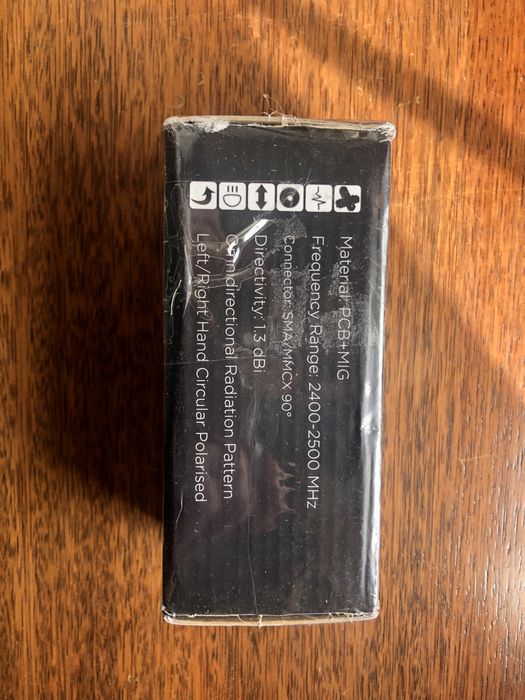 Material: PCB+MIG
Frequency Range: 2400-2500 MHz
Connector: SMA/MMCX 90°
Directivity: 1.3 dBi
Omnidirectional Radiation Pattern
Left/Right Hand Circular Polarised